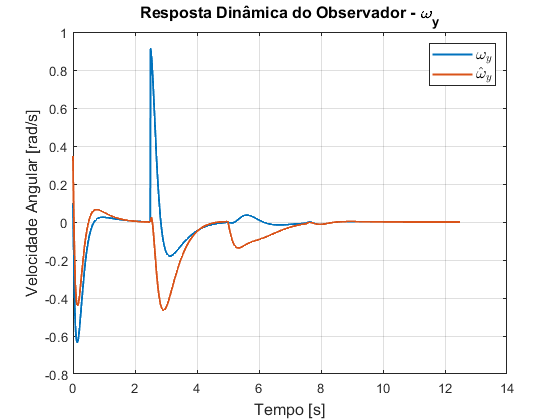 Resposta Dinâmica do Observador - ω_y
1
0.8
0.6
0.4
0.2
0
-0.2
-0.4
-0.6
-0.8
Velocidade Angular [rad/s]
ω_y
ω̂_y
0 2 4 6 8 10 12 14
Tempo [s]